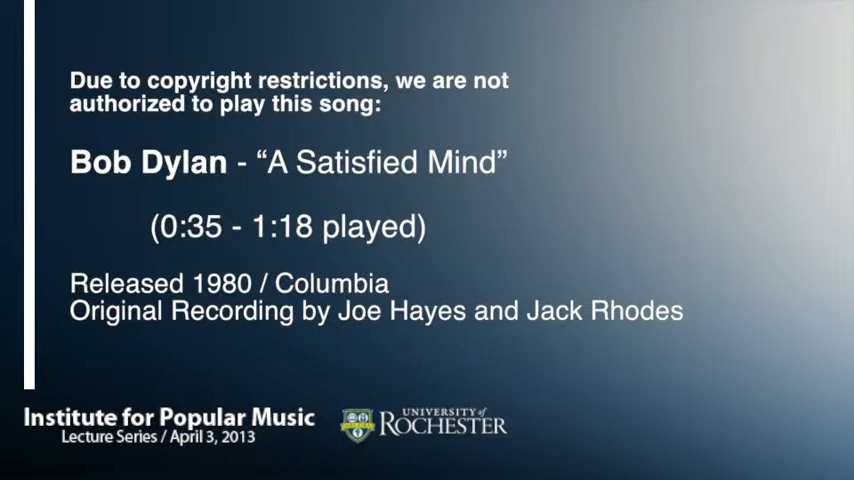 Due to copyright restrictions, we are not
authorized to play this song:
Bob Dylan - “A Satisfied Mind”
(0:35 - 1:18 played)
Released 1980 / Columbia
Original Recording by Joe Hayes and Jack Rhodes
Institute for Popular Music
Lecture Series / April 3, 2013
UNIVERSITY of
ROCHESTER